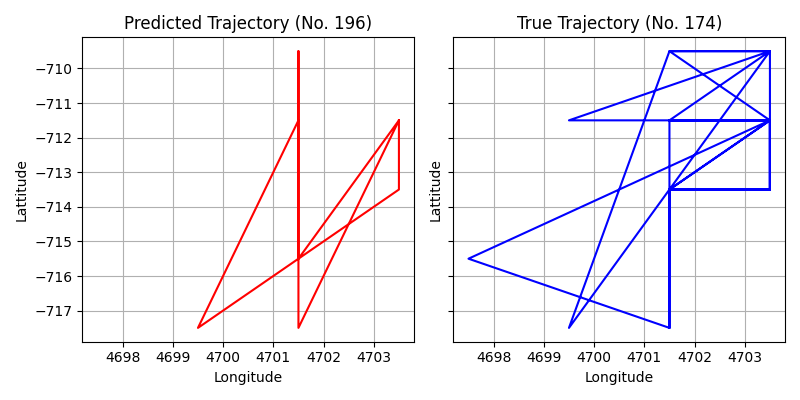 Predicted Trajectory (No. 196)
True Trajectory (No. 174)
Lattitude
−710
−711
−712
−713
−714
−715
−716
−717
4698 4699 4700 4701 4702 4703
Longitude
Lattitude
4698 4699 4700 4701 4702 4703
Longitude